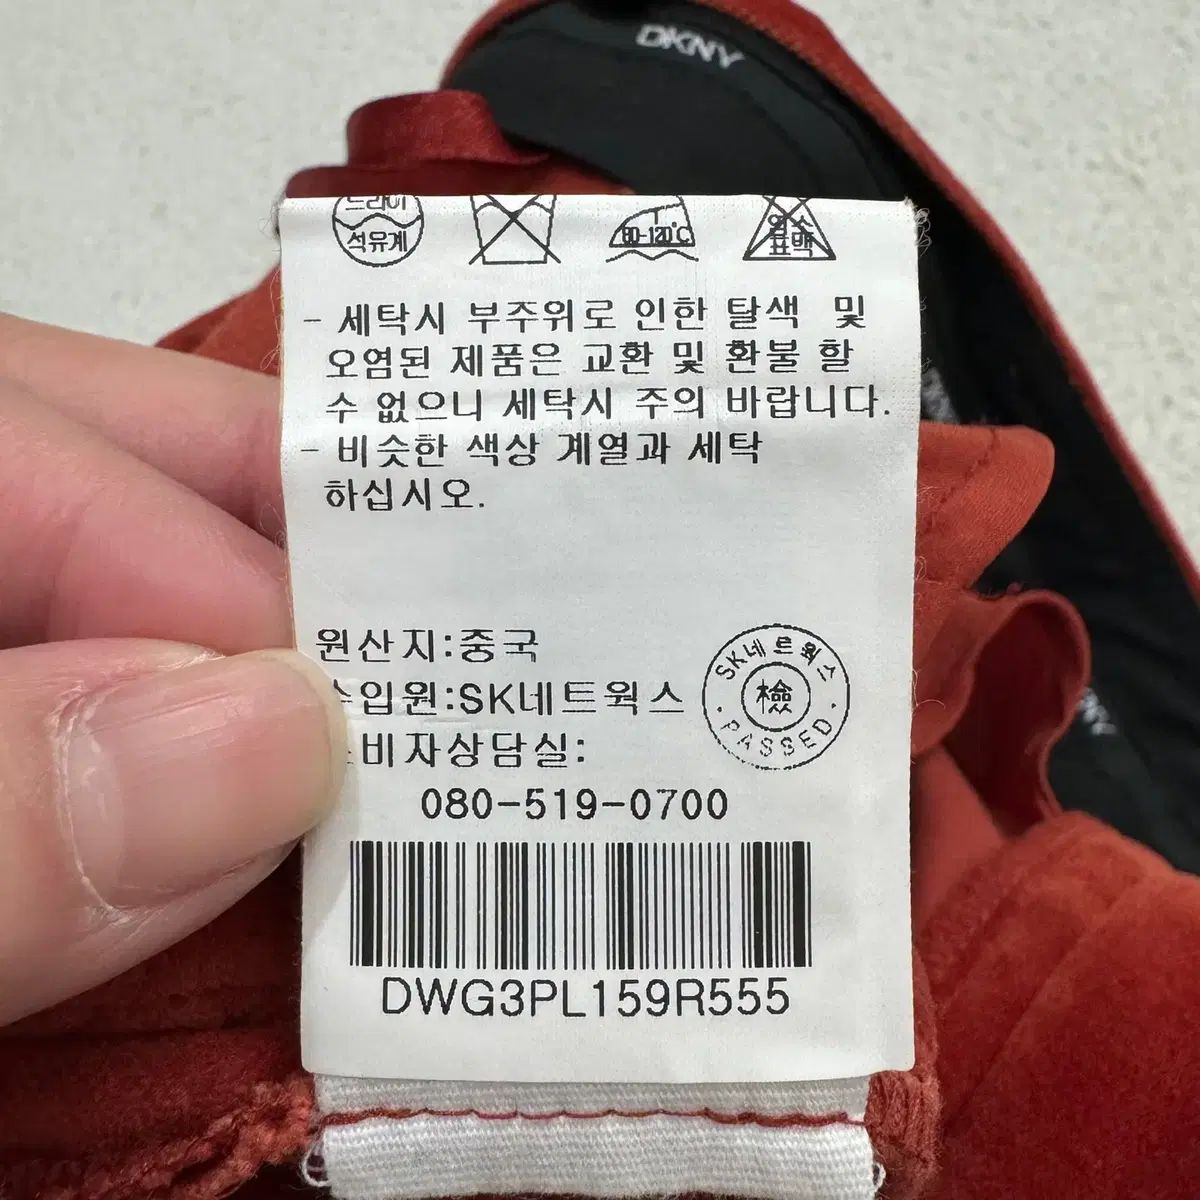 DKNY
드라이
석유계
80-120℃
염소
표백
- 세탁시 부주위로 인한 탈색 및
오염된 제품은 교환 및 환불 할
수 없으니 세탁시 주의 바랍니다.
- 비슷한 색상 계열과 세탁
하십시오.
원산지:중국
수입원:SK네트웍스
소비자상담실:
080-519-0700
SK네트웍스
檢
PASSED
DWG3PL159R555